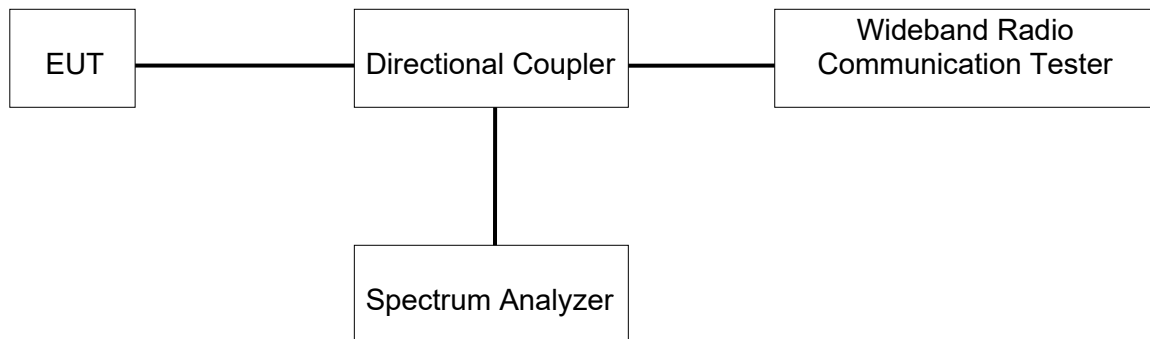 EUT
Directional Coupler
Wideband Radio
Communication Tester
Spectrum Analyzer